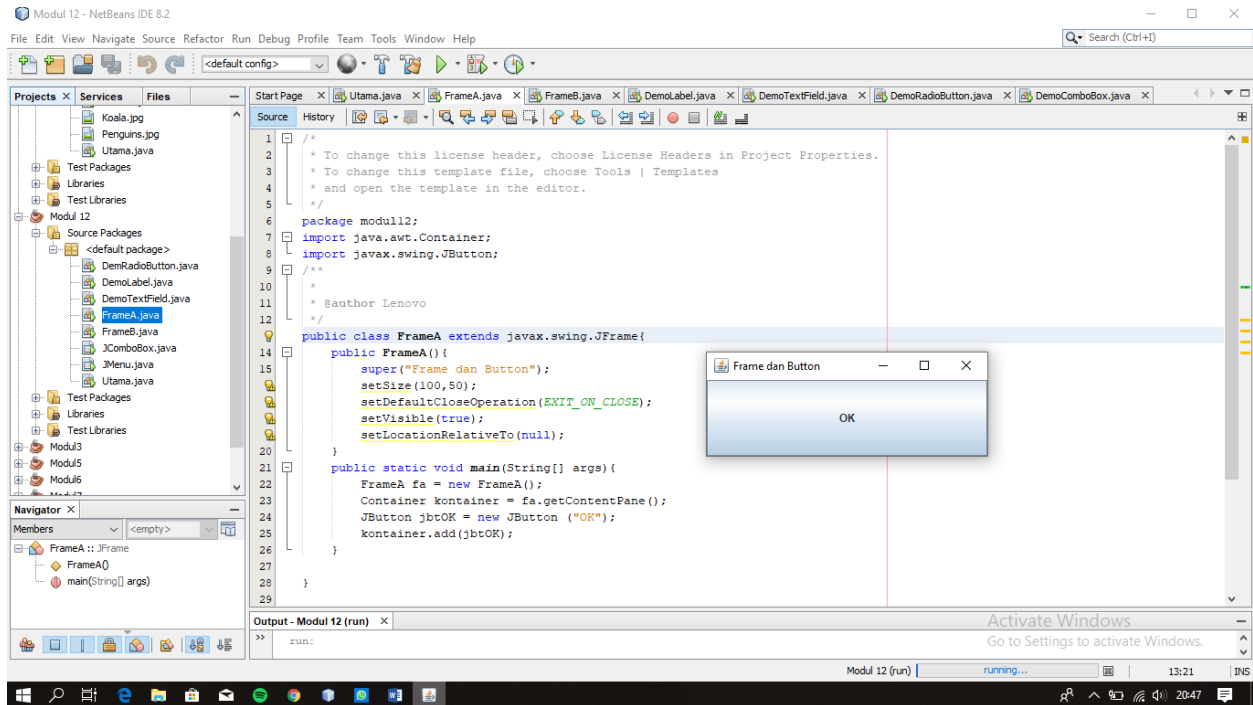 Modul 12 - NetBeans IDE 8.2
File Edit View Navigate Source Refactor Run Debug Profile Team Tools Window Help
Search (Ctrl+I)
<default config>
Projects Services Files
Start Page Utama.java FrameA.java FrameB.java DemoLabel.java DemoTextField.java DemoRadioButton.java DemoComboBox.java
Source History
Koala.jpg
Penguins.jpg
Utama.java
Test Packages
Libraries
Test Libraries
Modul 12
Source Packages
<default package>
DemRadioButton.java
DemoLabel.java
DemoTextField.java
FrameA.java
FrameB.java
JComboBox.java
JMenu.java
Utama.java
Test Packages
Libraries
Test Libraries
Modul3
Modul5
Modul6
Modul7
1 /*
2 * To change this license header, choose License Headers in Project Properties.
3 * To change this template file, choose Tools | Templates
4 * and open the template in the editor.
5 */
6 package modul12;
7 import java.awt.Container;
8 import javax.swing.JButton;
9 /**
10 *
11 * @author Lenovo
12 */
public class FrameA extends javax.swing.JFrame{
14 public FrameA(){
15 super("Frame dan Button");
setSize(100,50);
setDefaultCloseOperation(EXIT_ON_CLOSE);
setVisible(true);
setLocationRelativeTo(null);
20 }
21 public static void main(String[] args){
22 FrameA fa = new FrameA();
23 Container kontainer = fa.getContentPane();
24 JButton jbtOK = new JButton ("OK");
25 kontainer.add(jbtOK);
26 }
27
28 }
29
Frame dan Button
OK
Navigator
Members <empty>
FrameA :: JFrame
FrameA()
main(String[] args)
Output - Modul 12 (run)
run:
Activate Windows
Go to Settings to activate Windows.
Modul 12 (run) running... 13:21 INS
20:47